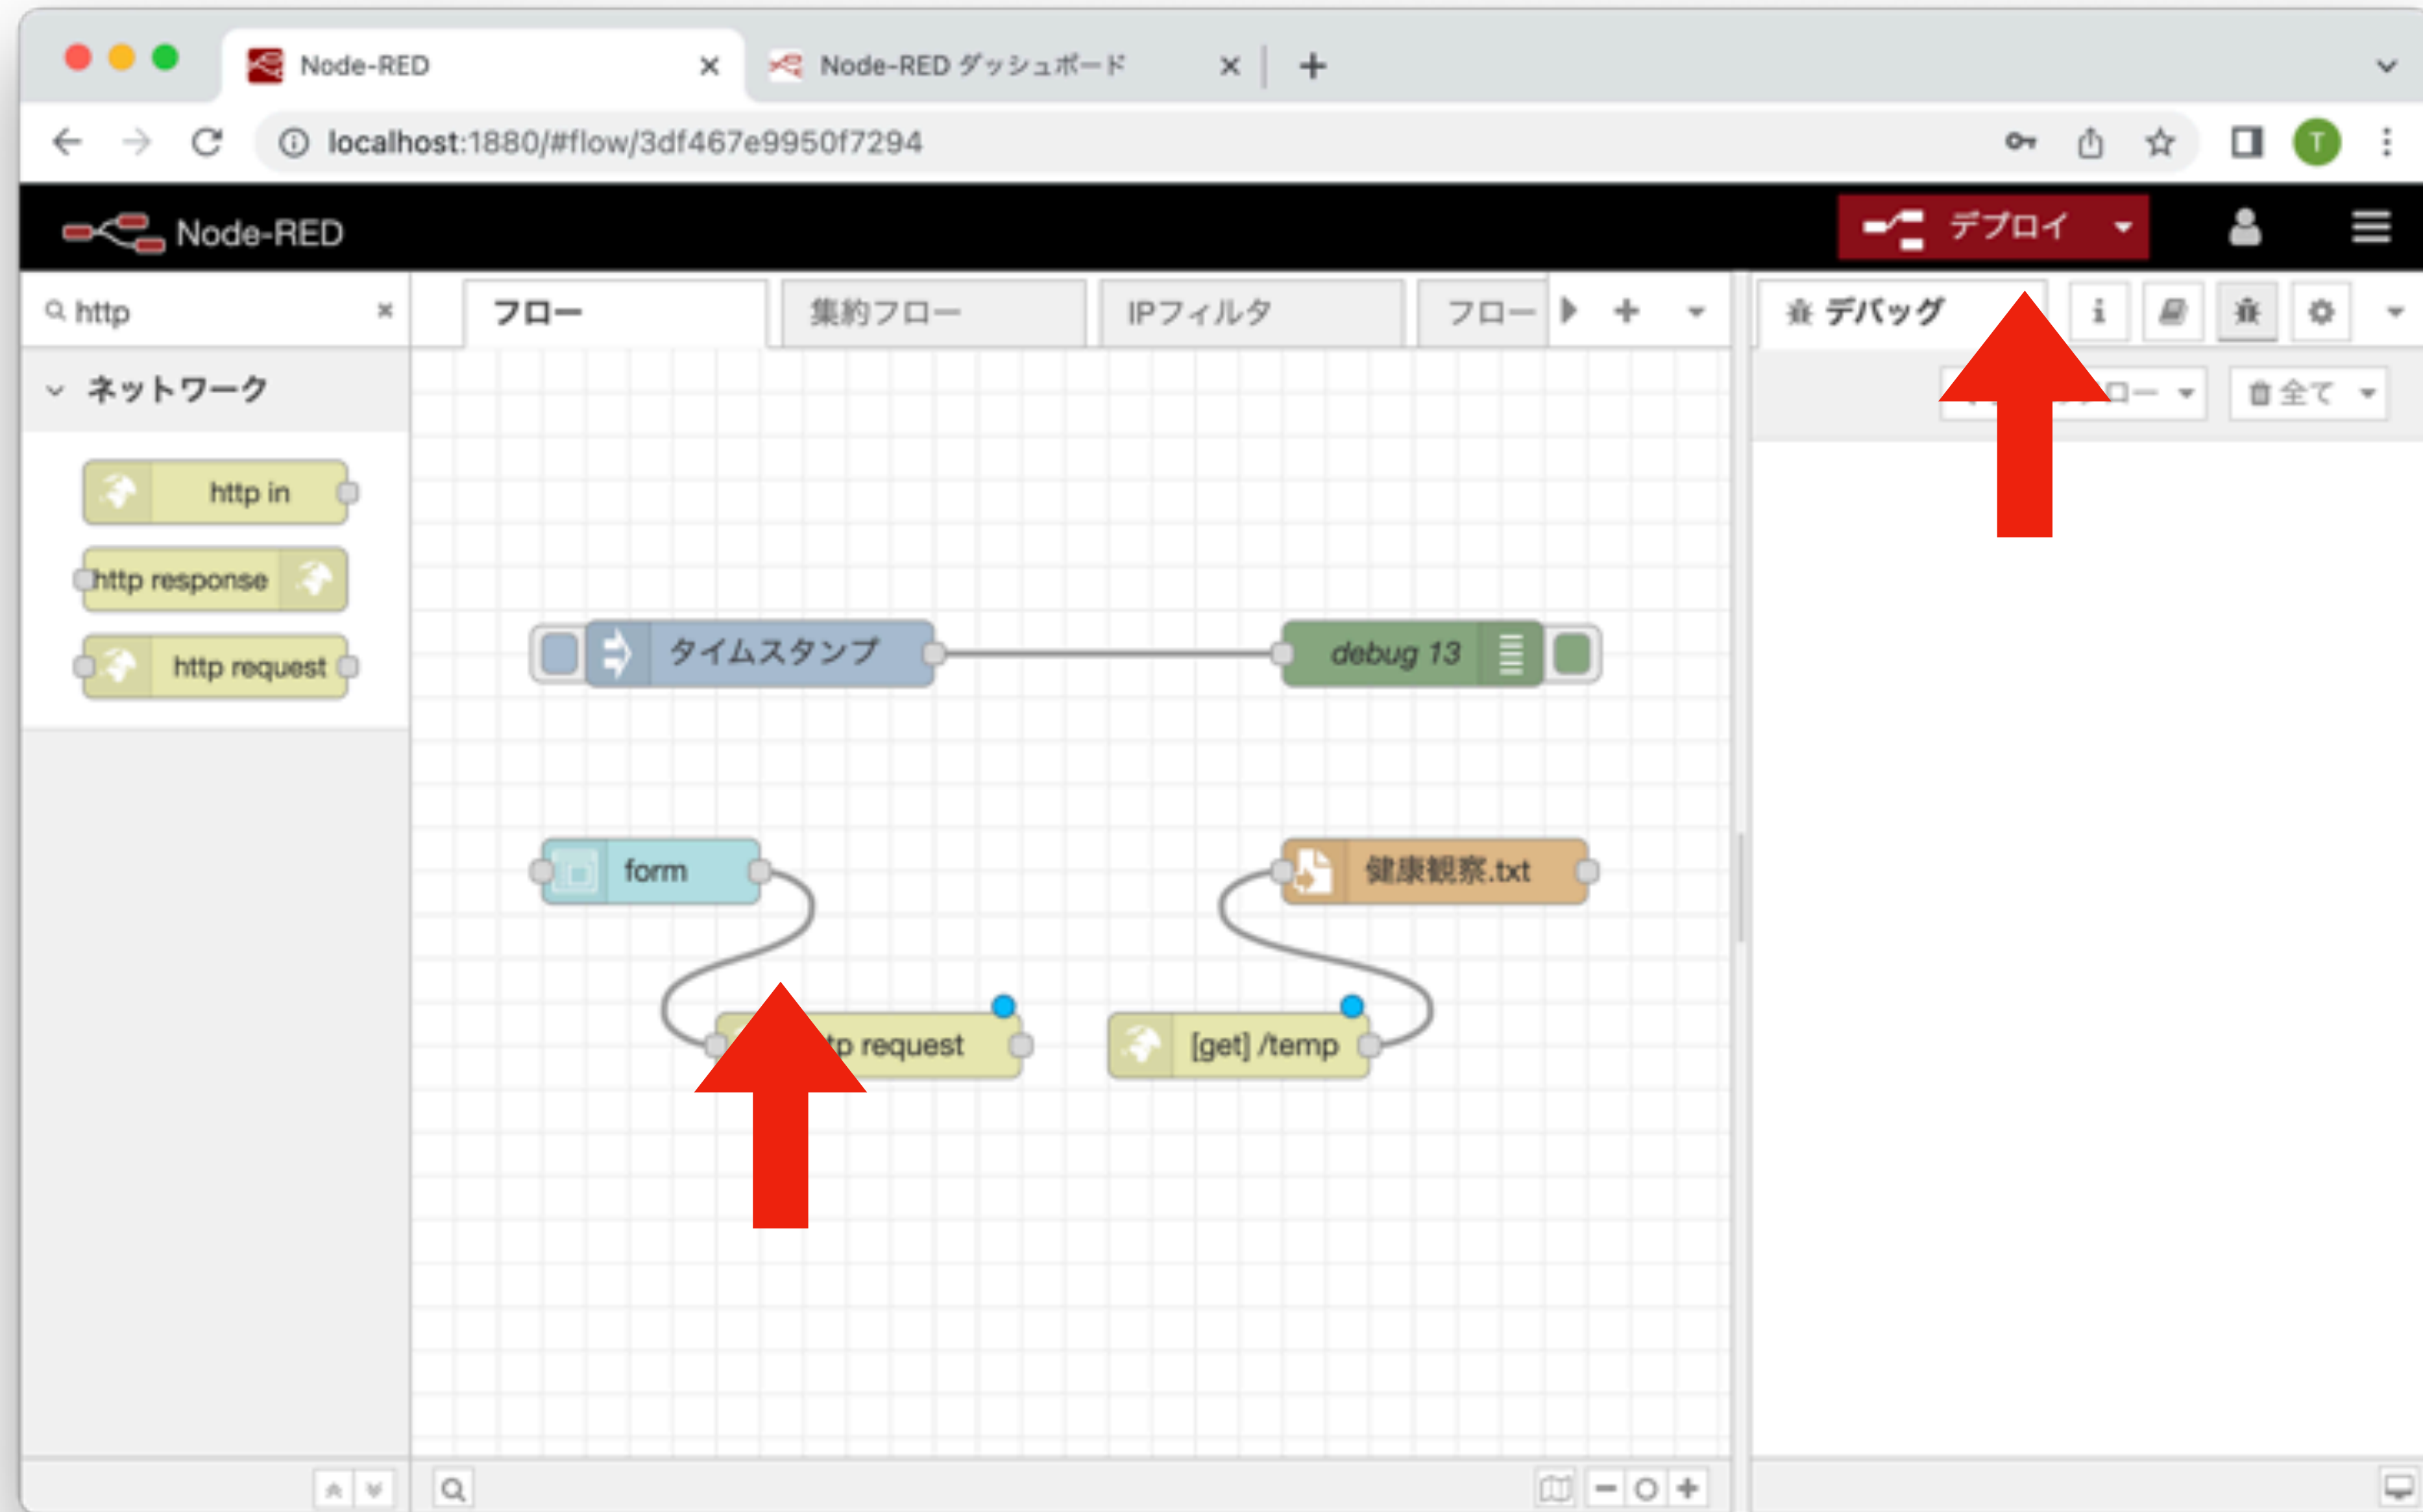 Node-RED
Node-RED ダッシュボード
localhost:1880/#flow/3df467e9950f7294
T
Node-RED
デプロイ
http
フロー
集約フロー
IPフィルタ
フロー
デバッグ
i
ネットワーク
全て
http in
http response
http request
タイムスタンプ
debug 13
form
健康観察.txt
request
[get] /temp